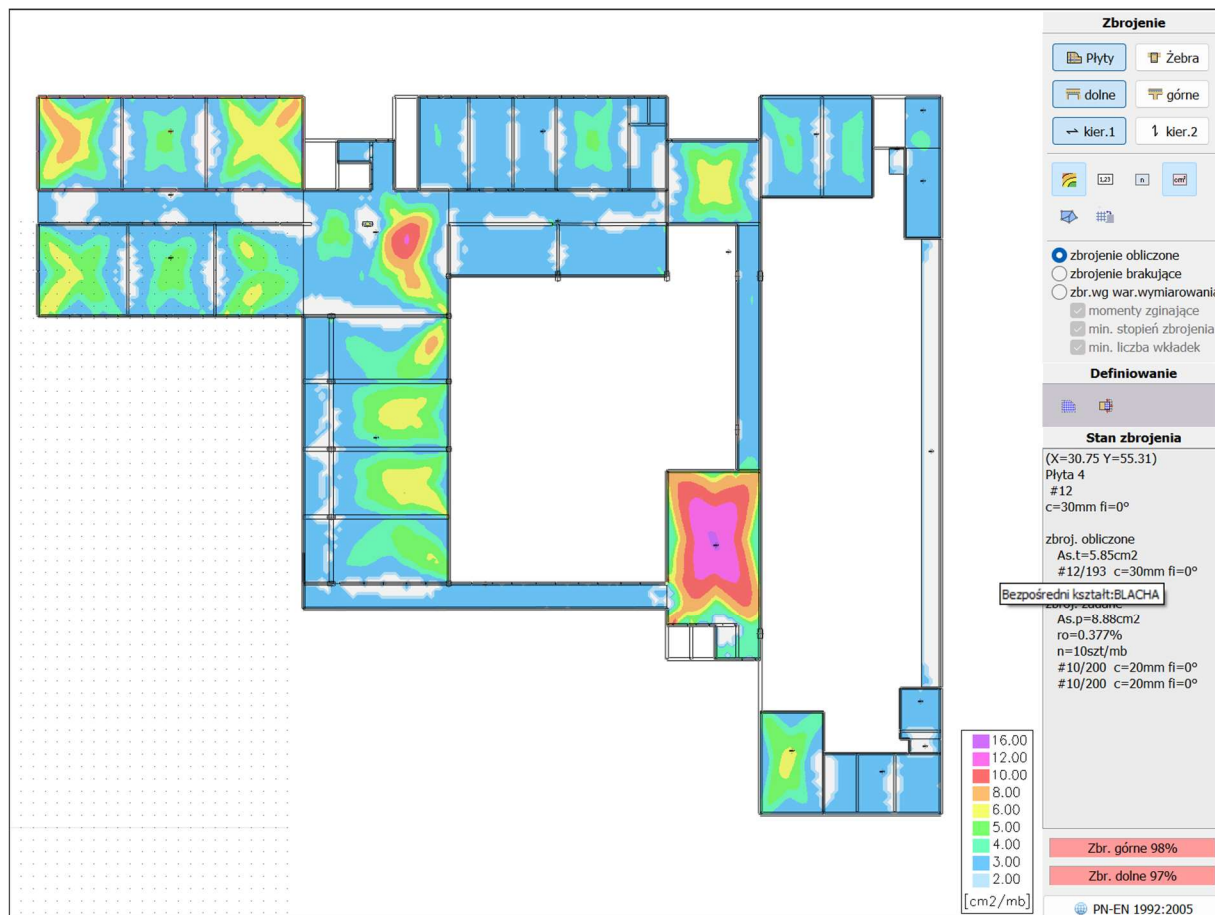 Zbrojenie
Płyty
Żebra
dolne
górne
kier.1
kier.2
1,23
n
cm²
zbrojenie obliczone
zbrojenie brakujące
zbr.wg war.wymiarowania
momenty zginające
min. stopień zbrojenia
min. liczba wkładek
Definiowanie
Stan zbrojenia
(X=30.75 Y=55.31)
Płyta 4
#12
c=30mm fi=0°
zbroj. obliczone
As.t=5.85cm2
#12/193 c=30mm fi=0°
Bezpośredni kształt:BLACHA
As.p=8.88cm2
ro=0.377%
n=10szt/mb
#10/200 c=20mm fi=0°
#10/200 c=20mm fi=0°
16.00
12.00
10.00
8.00
6.00
5.00
4.00
3.00
2.00
[cm2/mb]
Zbr. górne 98%
Zbr. dolne 97%
PN-EN 1992:2005